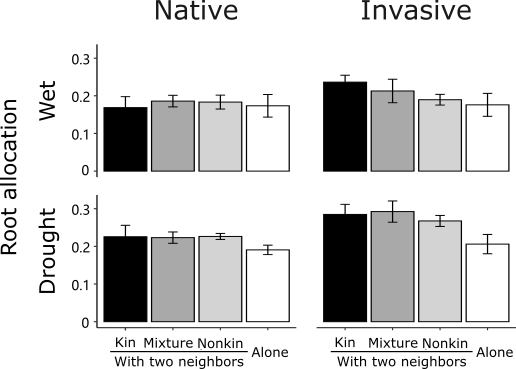 Native Invasive
Root allocation
Wet
0.3
0.2
0.1
0
Drought
0.3
0.2
0.1
0
Kin Mixture Nonkin Alone Kin Mixture Nonkin Alone
With two neighbors With two neighbors